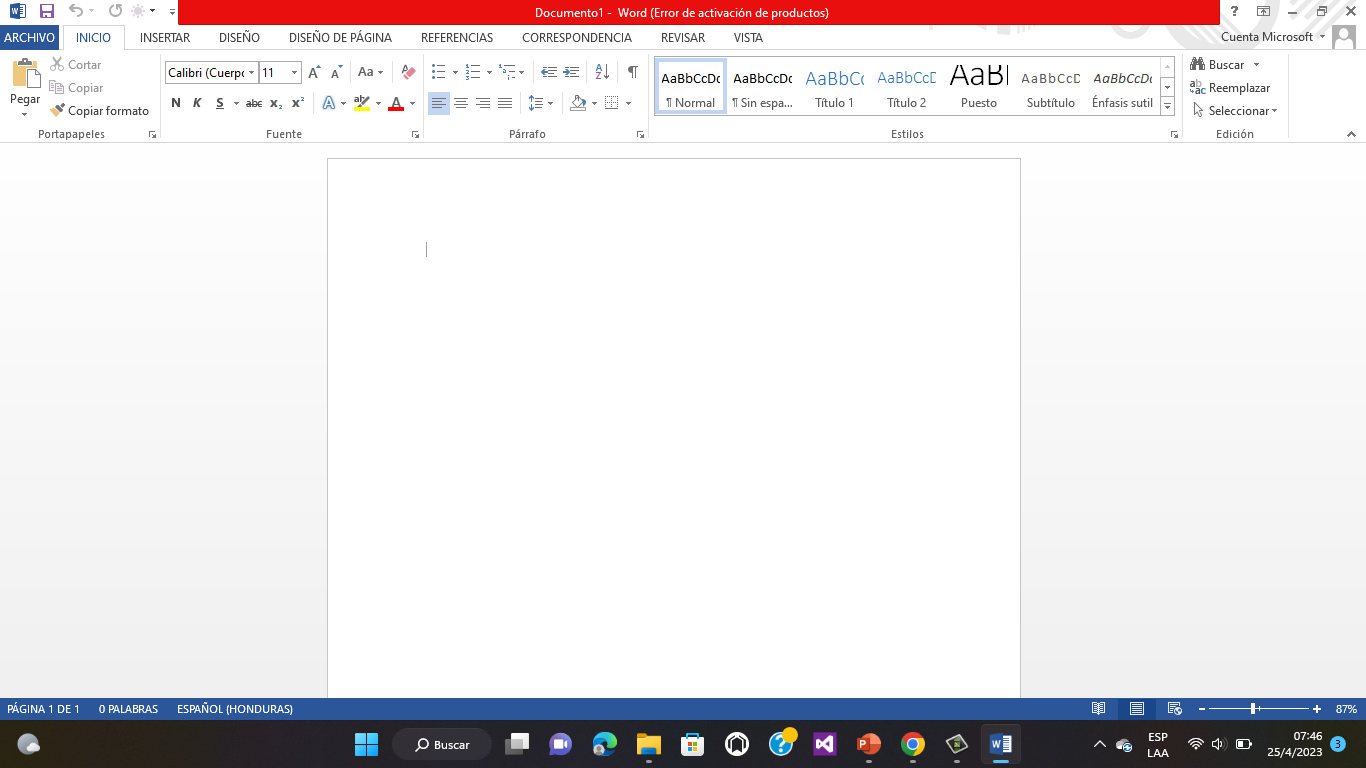 Documento1 - Word (Error de activación de productos)
ARCHIVO INICIO INSERTAR DISEÑO DISEÑO DE PÁGINA REFERENCIAS CORRESPONDENCIA REVISAR VISTA Cuenta Microsoft
Pegar
Cortar
Copiar
Copiar formato
Portapapeles
Calibri (Cuerpo 11
Aa
N K S abc x₂ x² A A
Fuente
Párrafo
AaBbCcDc AaBbCcDc AaBbCc AaBbCcD AaB AaBbCcD AaBbCcDc
¶ Normal ¶ Sin espa... Título 1 Título 2 Puesto Subtítulo Énfasis sutil
Estilos
Buscar
Reemplazar
Seleccionar
Edición
PÁGINA 1 DE 1 0 PALABRAS ESPAÑOL (HONDURAS) 87%
Buscar
ESP
LAA
07:46
25/4/2023
3